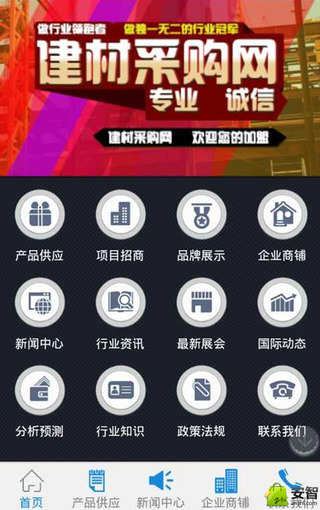 做行业领跑者 做独一无二的行业冠军
建材采购网
专业 诚信
建材采购网 欢迎您的加盟
产品供应 项目招商 品牌展示 企业商铺
新闻中心 行业资讯 最新展会 国际动态
分析预测 行业知识 政策法规 联系我们
首页 产品供应 新闻中心 企业商铺
安智